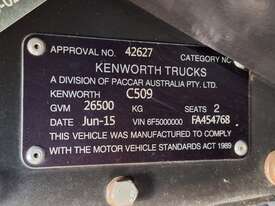 APPROVAL NO. 42627
CATEGORY NC
KENWORTH TRUCKS
A DIVISION OF PACCAR AUSTRALIA PTY. LTD.
KENWORTH C509
GVM 26500 KG SEATS 2
DATE Jun-15 VIN 6F5000000 FA454768
THIS VEHICLE WAS MANUFACTURED TO COMPLY
WITH THE MOTOR VEHICLE STANDARDS ACT 1989